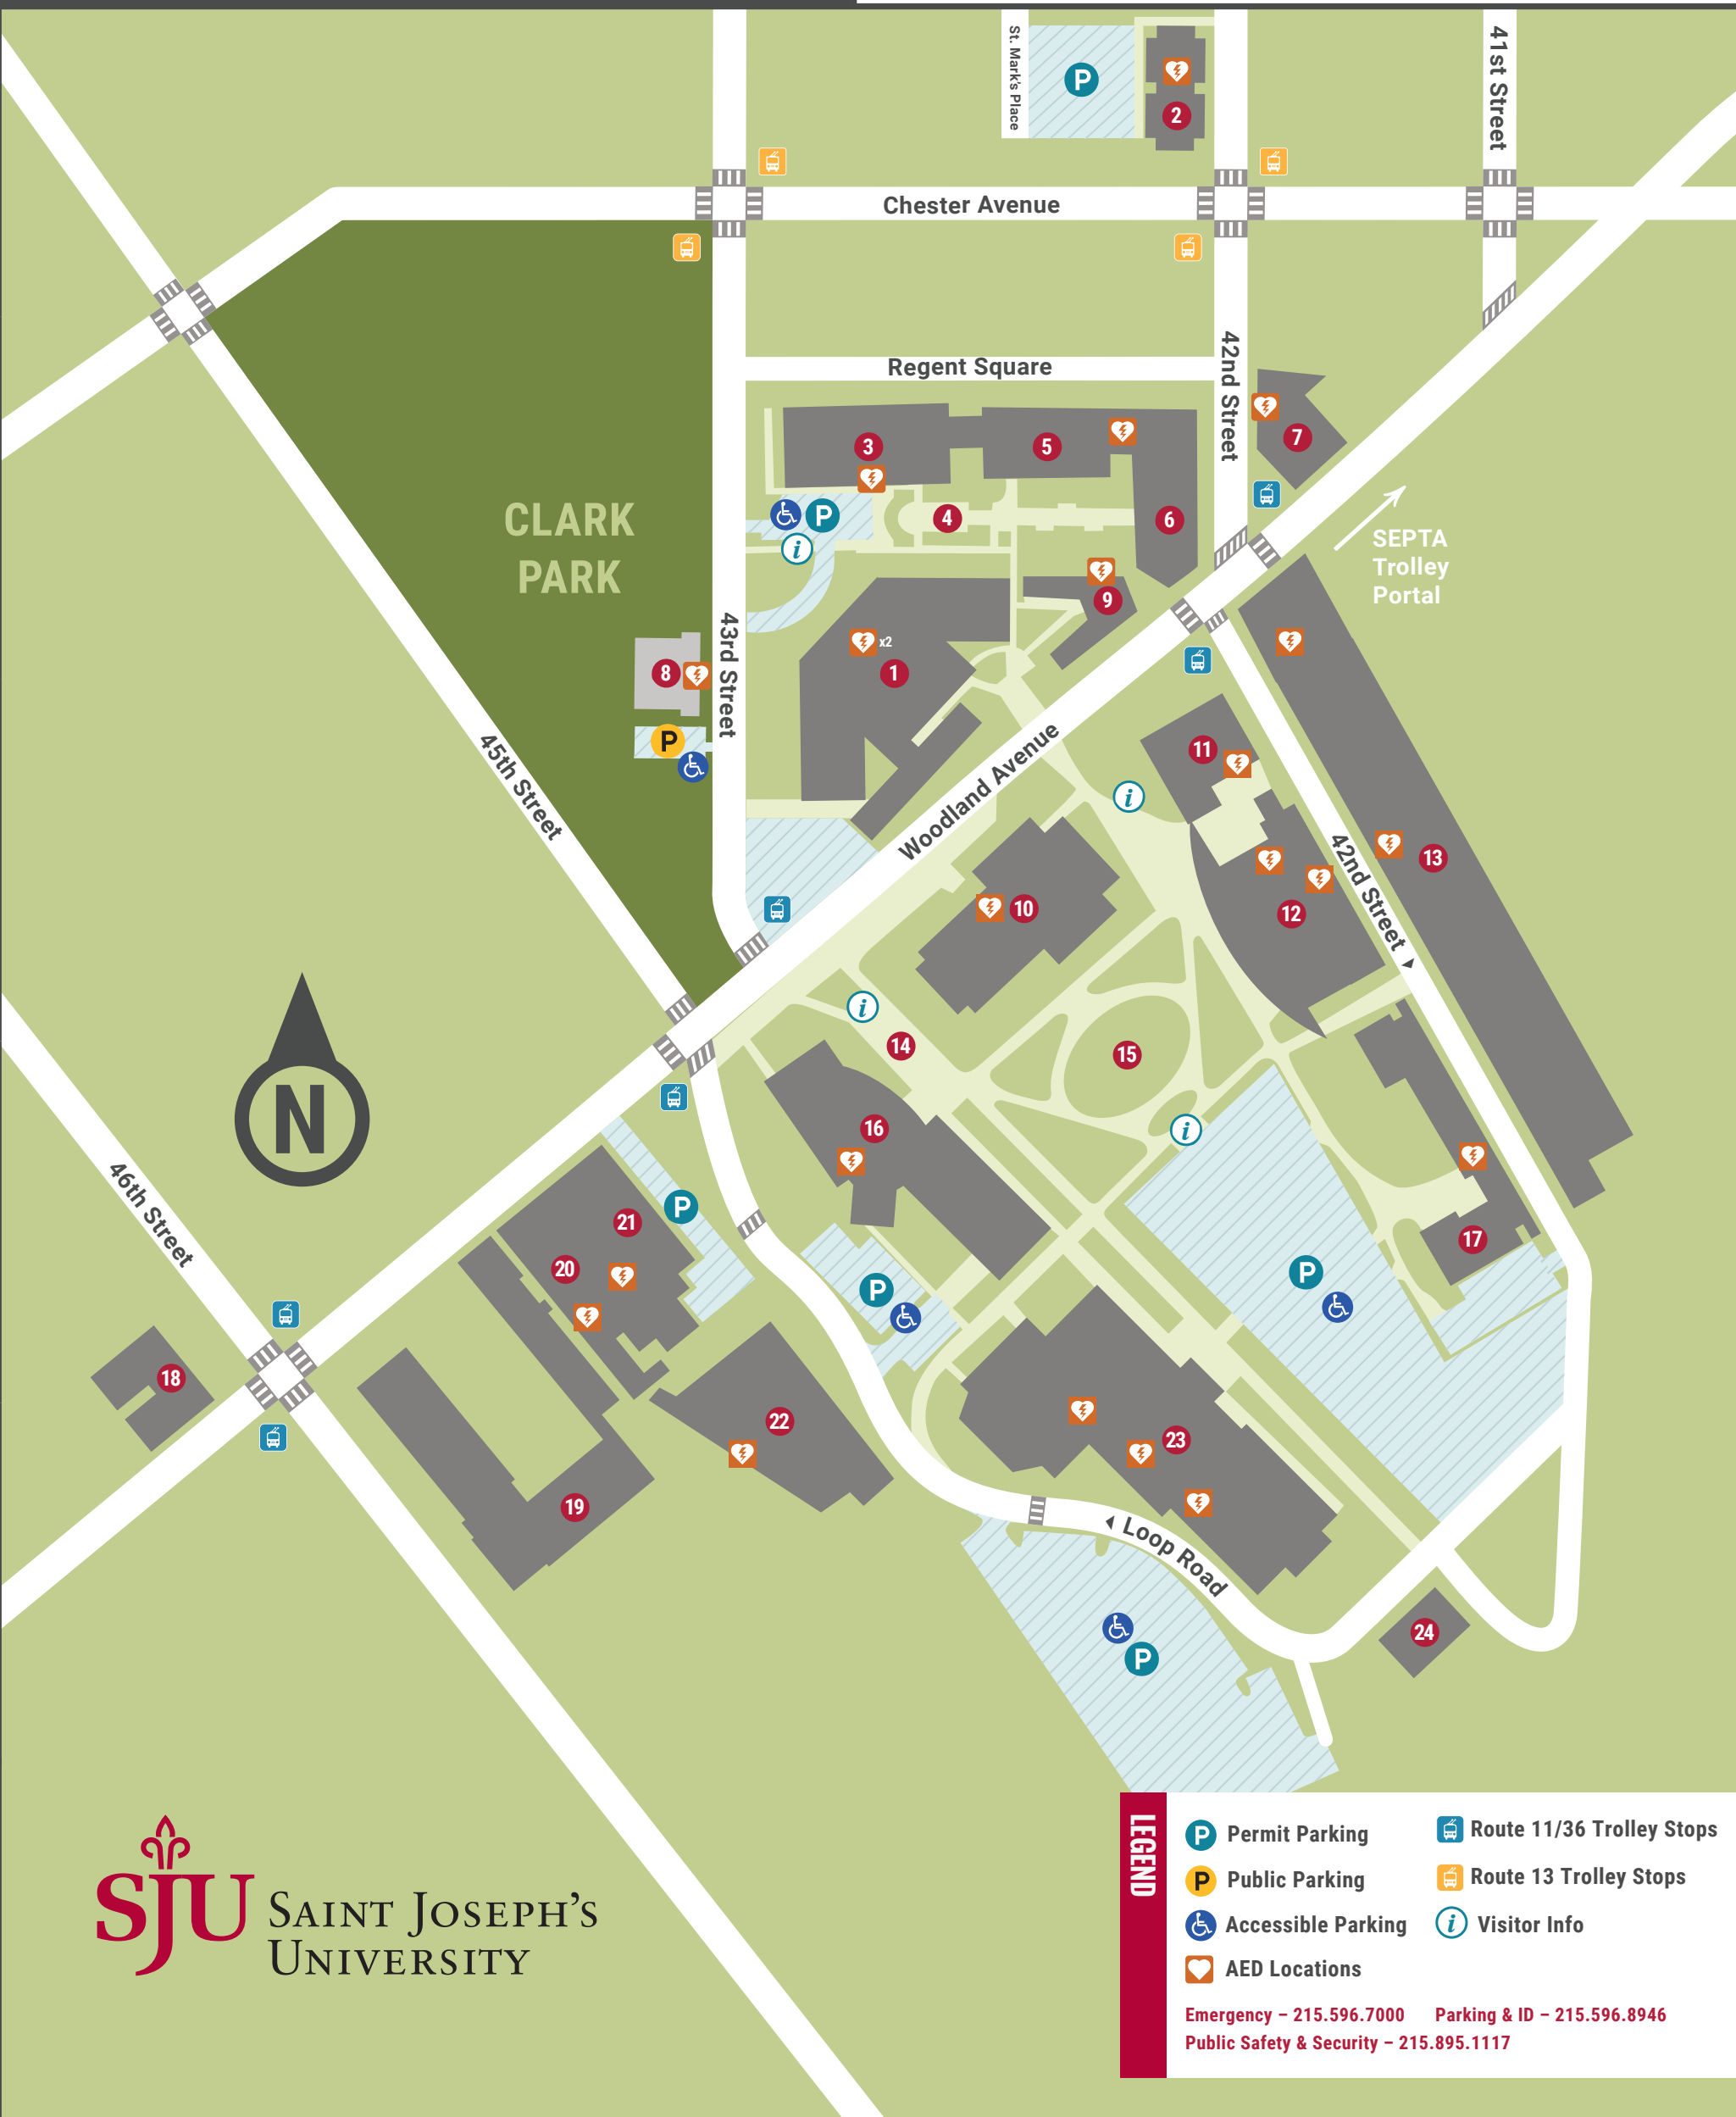 St. Mark's Place
P
2
41st Street
Chester Avenue
Regent Square
42nd Street
3
5
7
CLARK
PARK
P
4
6
i
SEPTA
Trolley
Portal
43rd Street
9
8
x2
1
P
11
45th Street
Woodland Avenue
i
42nd Street
13
10
12
i
14
15
N
16
i
46th Street
P
21
17
20
P
P
18
22
23
19
Loop Road
24
P
SJU
SAINT JOSEPH'S
UNIVERSITY
LEGEND
P Permit Parking
Route 11/36 Trolley Stops
P Public Parking
Route 13 Trolley Stops
Accessible Parking
i Visitor Info
AED Locations
Emergency – 215.596.7000 Parking & ID – 215.596.8946
Public Safety & Security – 215.895.1117